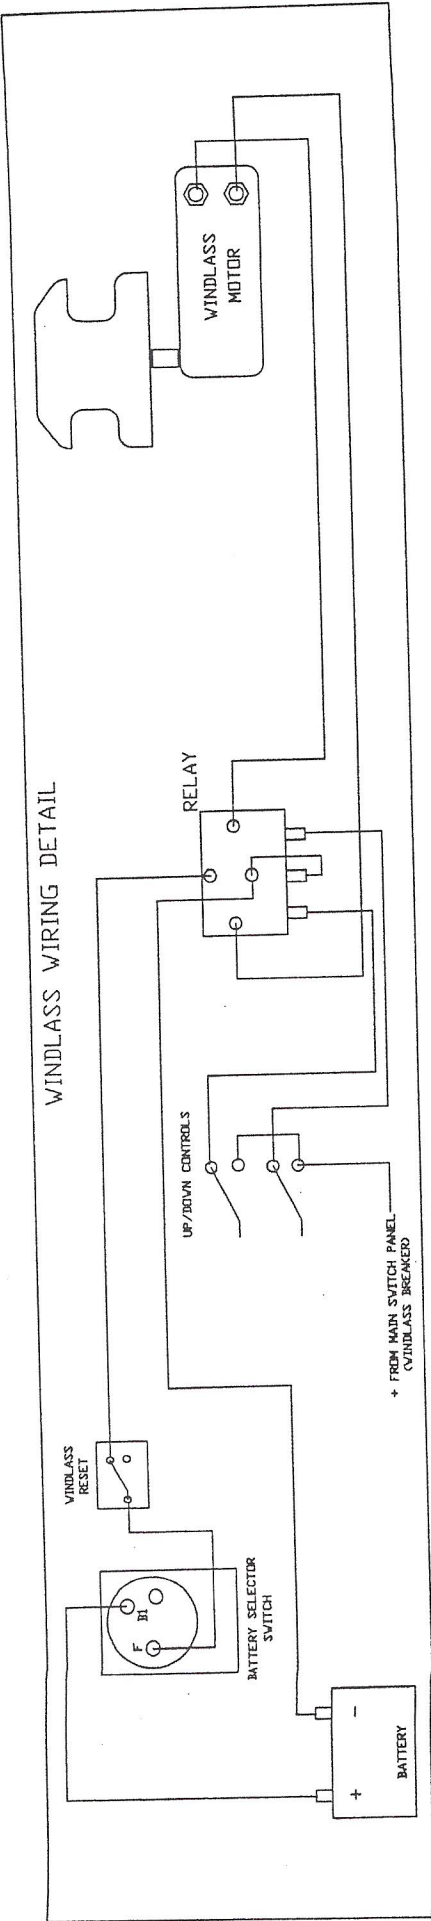 WINDLASS WIRING DETAIL
WINDLASS
MOTOR
RELAY
UP/DOWN CONTROLS
+ FROM MAIN SWITCH PANEL
(WINDLASS BREAKER)
WINDLASS
RESET
F
B1
BATTERY SELECTOR
SWITCH
+
-
BATTERY